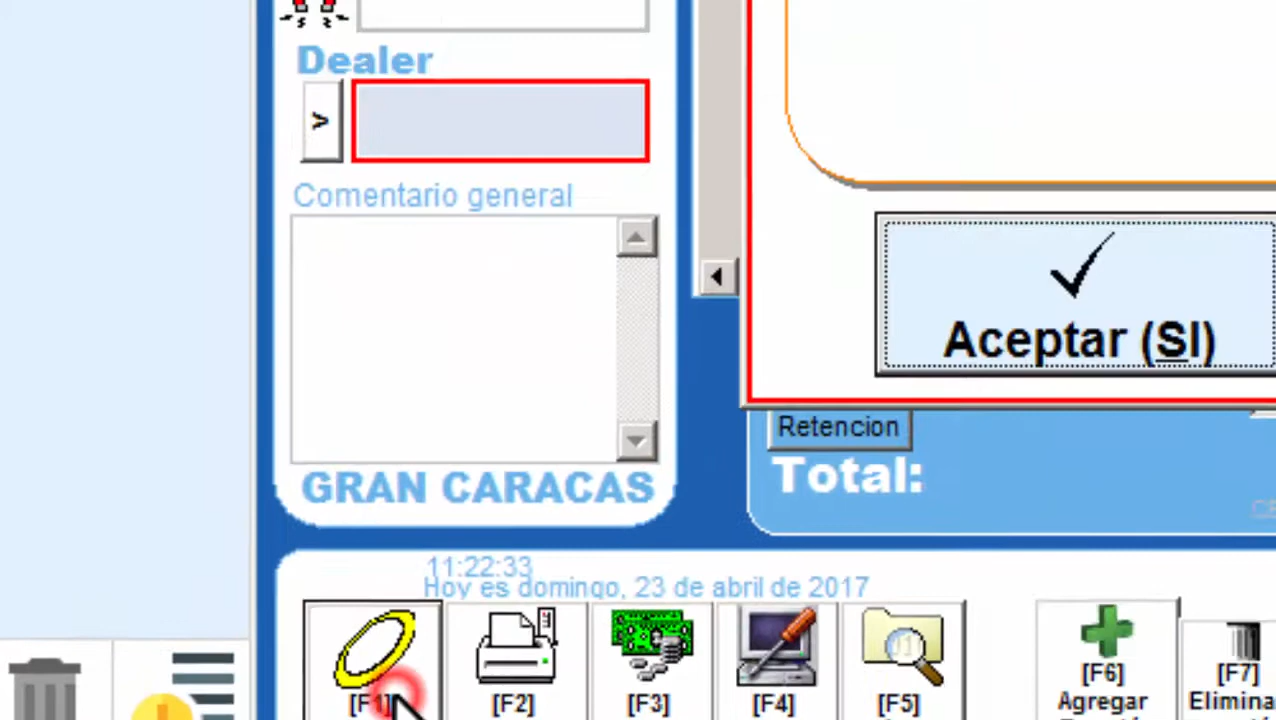 Dealer
>
Comentario general
Aceptar (SI)
Retencion
Total:
GRAN CARACAS
11:22:33
Hoy es domingo, 23 de abril de 2017
[F1] [F2] [F3] [F4] [F5] [F6] [F7]
Agregar Elimina